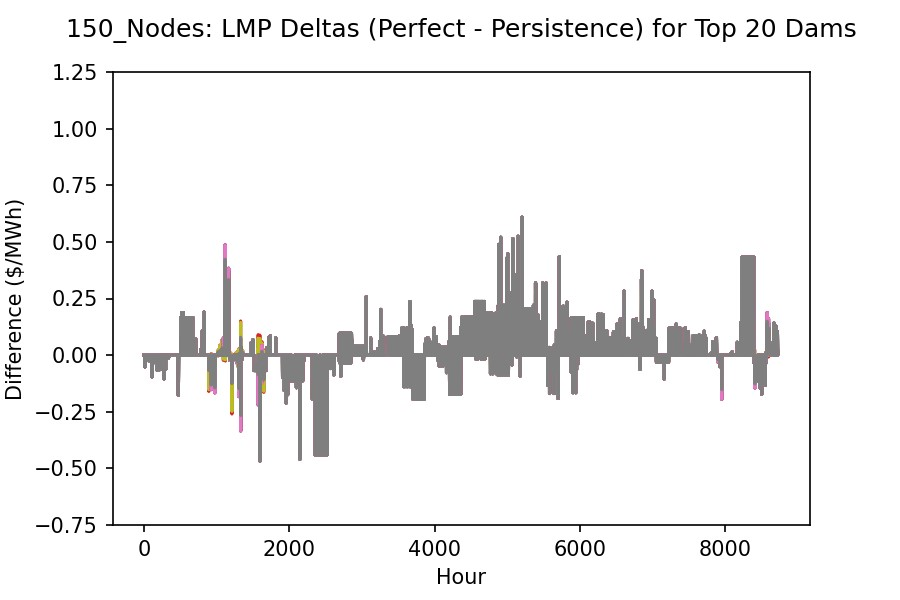 150_Nodes: LMP Deltas (Perfect - Persistence) for Top 20 Dams
1.25
1.00
0.75
0.50
0.25
0.00
−0.25
−0.50
−0.75
Difference ($/MWh)
0 2000 4000 6000 8000
Hour